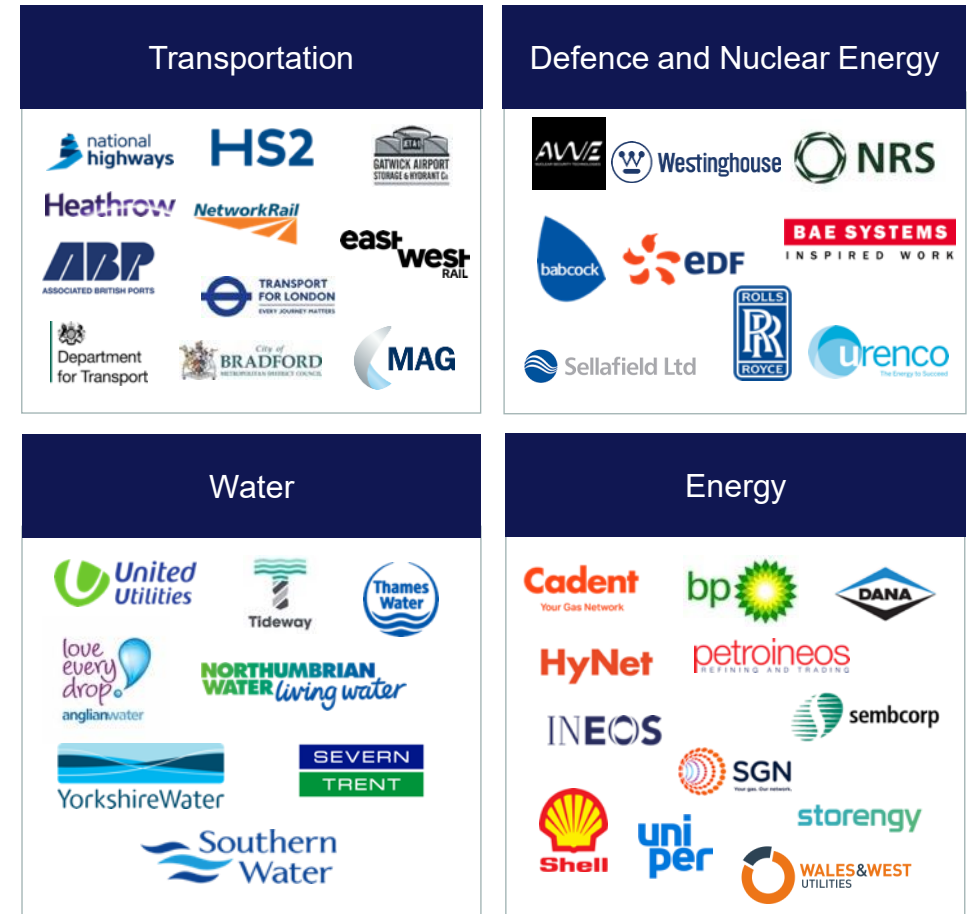 Transportation
national
highways
HS2
GATWICK AIRPORT
STORAGE & HYDRANT Co
Heathrow
NetworkRail
east
west
RAIL
ABP
ASSOCIATED BRITISH PORTS
TRANSPORT
FOR LONDON
EVERY JOURNEY MATTERS
Department
for Transport
City of
BRADFORD
METROPOLITAN DISTRICT COUNCIL
MAG
Defence and Nuclear Energy
AWE
NUCLEAR SECURITY TECHNOLOGIES
W
Westinghouse
NRS
babcock
eDF
BAE SYSTEMS
INSPIRED WORK
ROLLS
RR
ROYCE
Sellafield Ltd
urenco
The Energy to Succeed
Water
United
Utilities
Tideway
Thames
Water
love
every
drop.
anglianwater
NORTHUMBRIAN
WATER living water
YorkshireWater
SEVERN
TRENT
Southern
Water
Energy
Cadent
Your Gas Network
bp
DANA
HyNet
petroineos
REFINING AND TRADING
INEOS
sembcorp
SGN
Your gas. Our network.
Shell
uni
per
storengy
WALES&WEST
UTILITIES